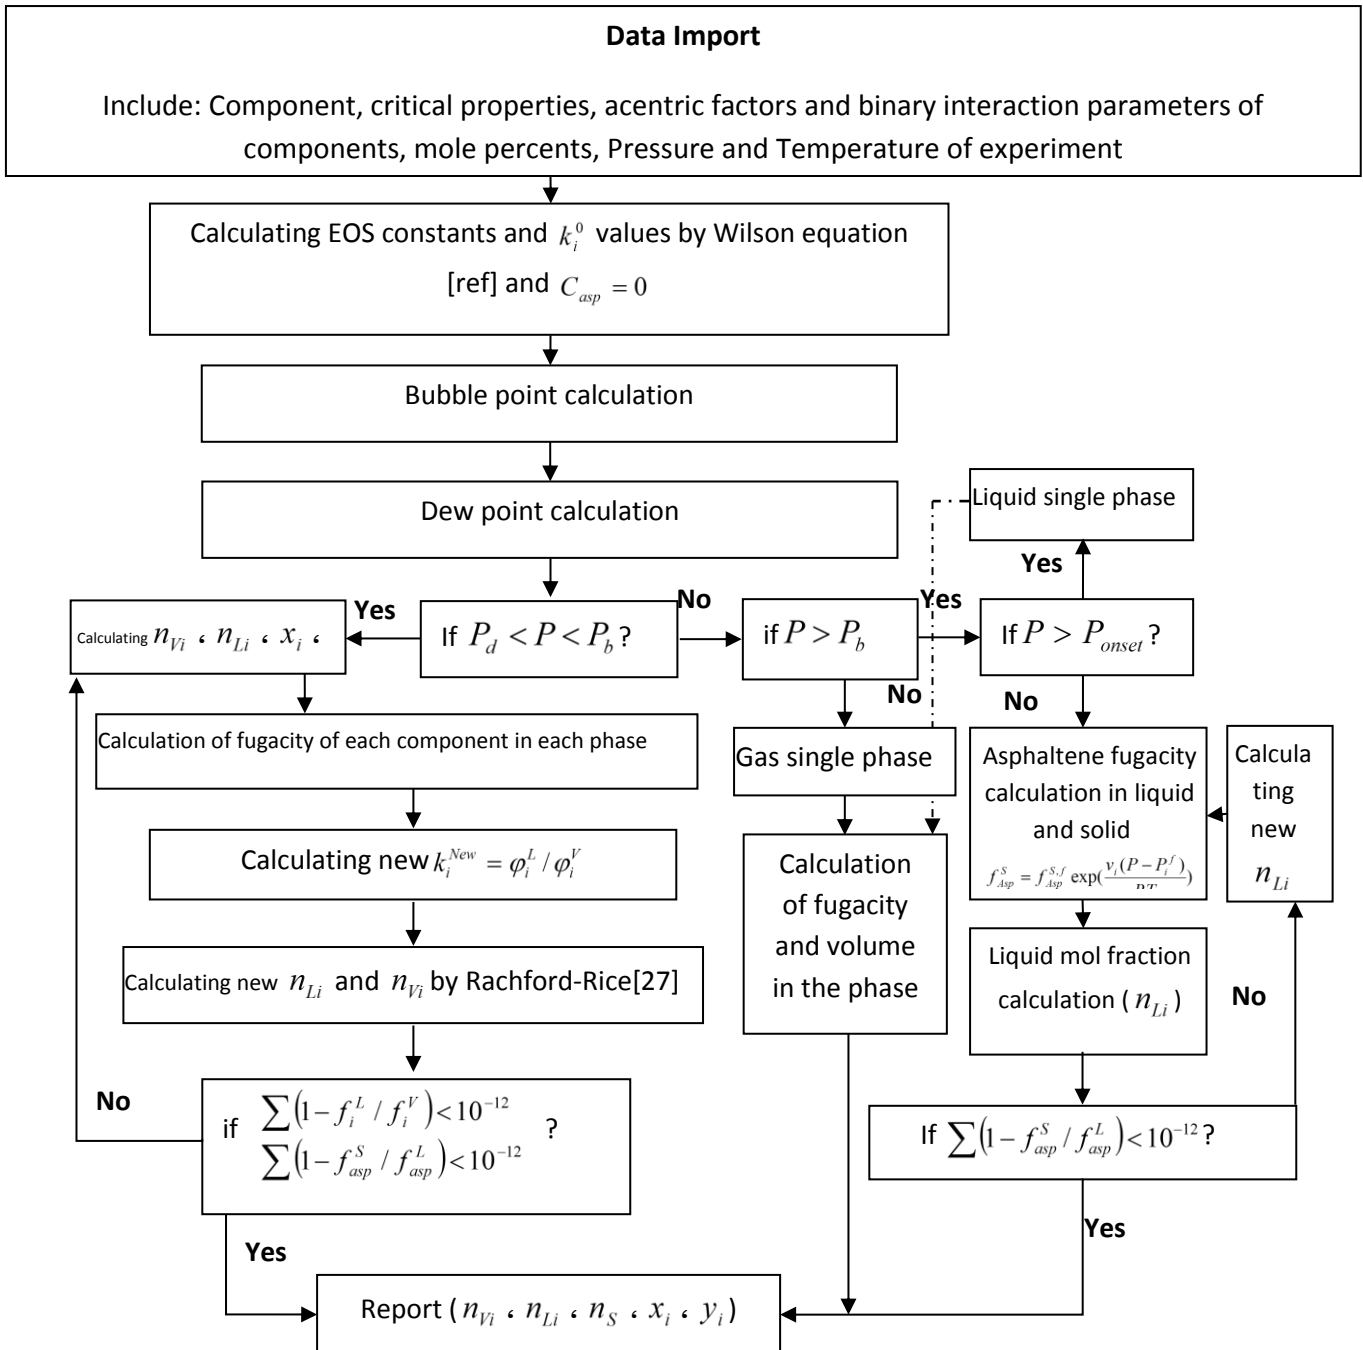 Data Import
Include: Component, critical properties, acentric factors and binary interaction parameters of
components, mole percents, Pressure and Temperature of experiment
Calculating EOS constants and k_i^0 values by Wilson equation
[ref] and C_asp = 0
Bubble point calculation
Dew point calculation
Liquid single phase
Yes
Yes
No
Yes
Calculating n_Vi ، n_Li ، x_i ،
If P_d < P < P_b ?
if P > P_b
If P > P_onset ?
No
No
Calculation of fugacity of each component in each phase
Gas single phase
Asphaltene fugacity
calculation in liquid
and solid
f_Asp^S = f_Asp^{S,f} exp(v_i(P − P_i^f)/RT)
Calcula
ting
new
n_Li
Calculating new k_i^New = φ_i^L / φ_i^V
Calculation
of fugacity
and volume
in the phase
Calculating new n_Li and n_Vi by Rachford-Rice[27]
Liquid mol fraction
calculation ( n_Li )
No
No
if ∑(1 − f_i^L / f_i^V) < 10^−12
∑(1 − f_asp^S / f_asp^L) < 10^−12 ?
If ∑(1 − f_asp^S / f_asp^L) < 10^−12 ?
Yes
Yes
Report ( n_Vi ، n_Li ، n_S ، x_i ، y_i )